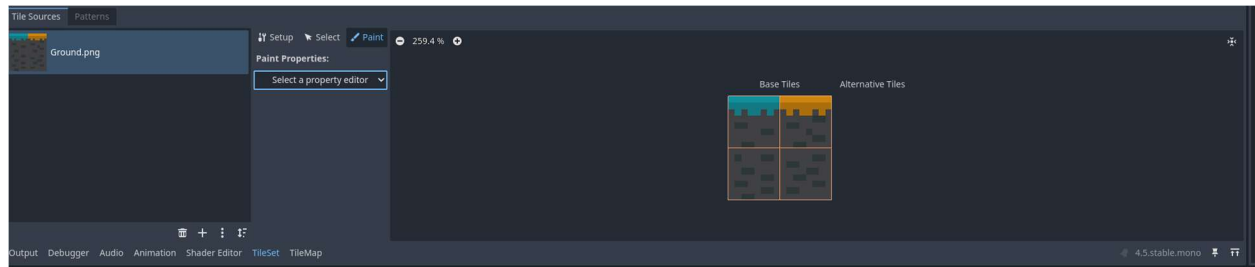 Tile Sources Patterns
Ground.png
Setup Select Paint
Paint Properties:
Select a property editor
259.4 %
Base Tiles Alternative Tiles
Output Debugger Audio Animation Shader Editor TileSet TileMap
4.5.stable.mono